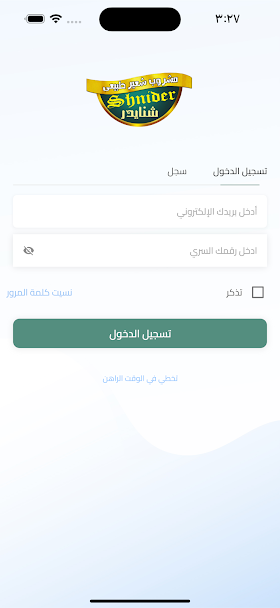 ٣:٢٧
مشروب شعير طبيعي
Shnider
شنايدر
تسجيل الدخول
سجل
أدخل بريدك الإلكتروني
ادخل رقمك السري
تذكر
نسيت كلمة المرور
تسجيل الدخول
تخطي في الوقت الراهن